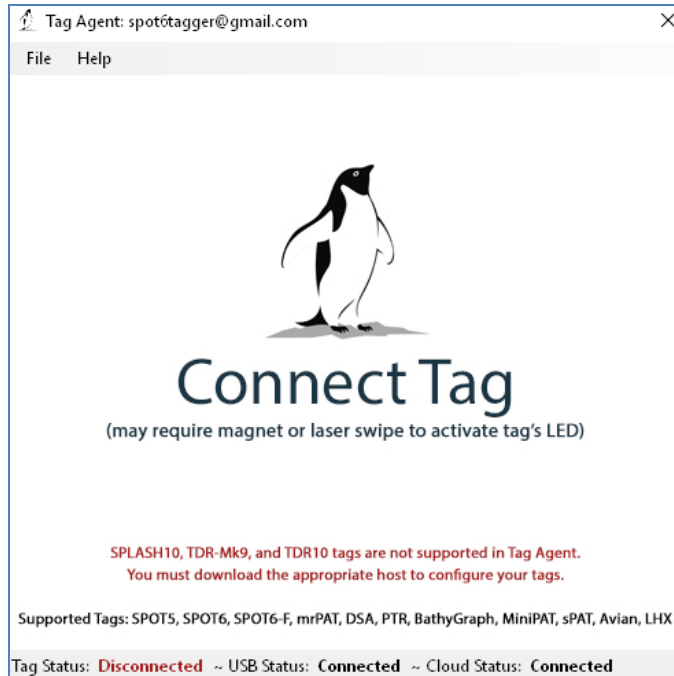 Tag Agent: spot6tagger@gmail.com
File Help
Connect Tag
(may require magnet or laser swipe to activate tag's LED)
SPLASH10, TDR-Mk9, and TDR10 tags are not supported in Tag Agent.
You must download the appropriate host to configure your tags.
Supported Tags: SPOT5, SPOT6, SPOT6-F, mrPAT, DSA, PTR, BathyGraph, MiniPAT, sPAT, Avian, LHX
Tag Status: Disconnected ~ USB Status: Connected ~ Cloud Status: Connected